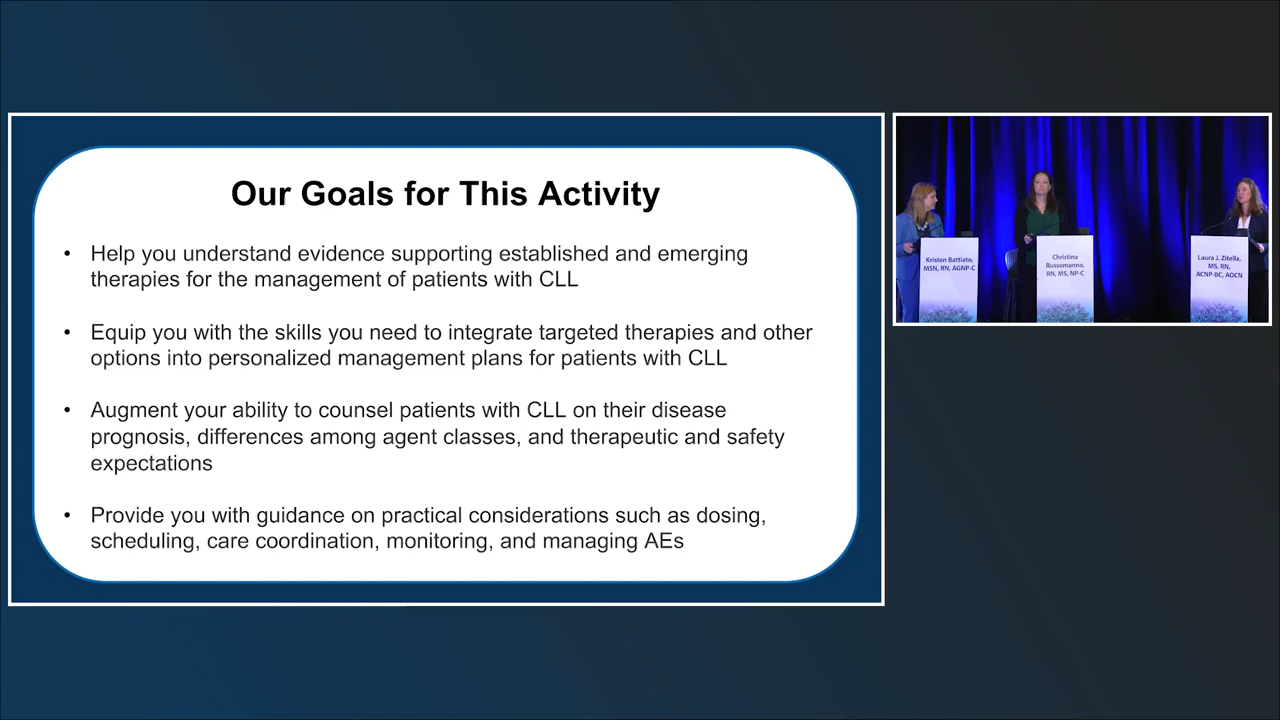 Our Goals for This Activity
• Help you understand evidence supporting established and emerging
therapies for the management of patients with CLL
• Equip you with the skills you need to integrate targeted therapies and other
options into personalized management plans for patients with CLL
• Augment your ability to counsel patients with CLL on their disease
prognosis, differences among agent classes, and therapeutic and safety
expectations
• Provide you with guidance on practical considerations such as dosing,
scheduling, care coordination, monitoring, and managing AEs
Kristen Battiato,
MSN, RN, AGNP-C
Christina
Russomanno,
RN, MS, NP-C
Laura J. Zitella,
MS, RN,
ACNP-BC, AOCN